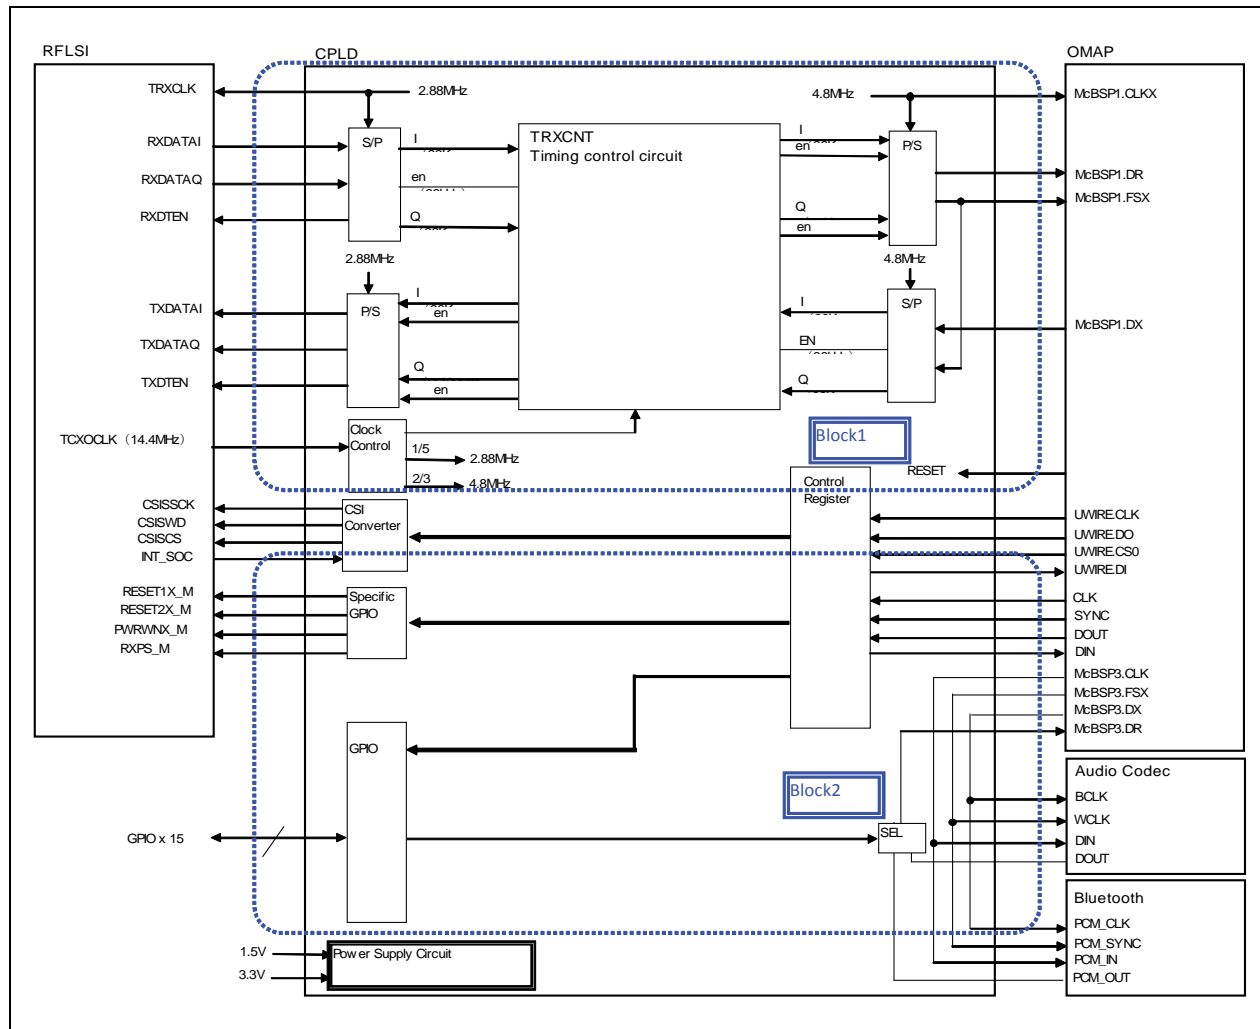 RFLSI
CPLD
OMAP
TRXCLK
2.88MHz
4.8MHz
McBSP1.CLKX
RXDATAI
S/P
I
TRXCNT
Timing control circuit
I
en
P/S
RXDATAQ
en
McBSP1.DR
RXDTEN
Q
Q
en
McBSP1.FSX
2.88MHz
4.8MHz
TXDATAI
P/S
I
en
I
S/P
McBSP1.DX
TXDATAQ
EN
TXDTEN
Q
en
Q
TCXOCLK (14.4MHz)
Clock
Control
1/5
2.88MHz
2/3
4.8MHz
Block1
RESET
Control
Register
CSISSCK
CSISWD
CSISCS
INT_SOC
CSI
Converter
UWIRE.CLK
UWIRE.DO
UWIRE.CS0
UWIRE.DI
RESET1X_M
RESET2X_M
PWRWNX_M
RXPS_M
Specific
GPIO
CLK
SYNC
DOUT
DIN
McBSP3.CLK
McBSP3.FSX
McBSP3.DX
McBSP3.DR
GPIO
Block2
Audio Codec
BCLK
WCLK
DIN
DOUT
GPIO x 15
SEL
Bluetooth
PCM_CLK
PCM_SYNC
PCM_IN
PCM_OUT
1.5V
3.3V
Power Supply Circuit